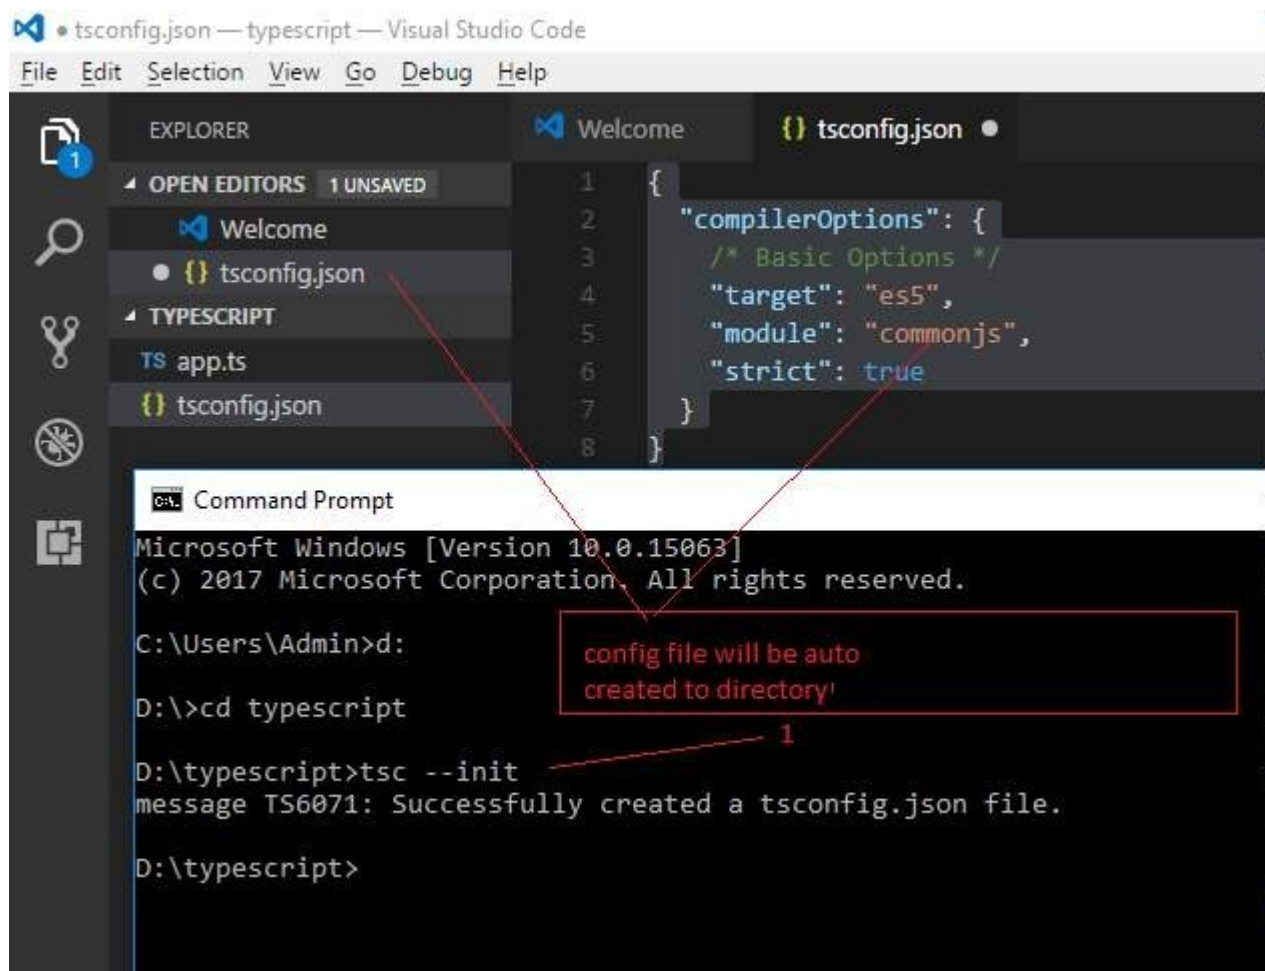 ● tsconfig.json — typescript — Visual Studio Code
File Edit Selection View Go Debug Help
EXPLORER
1
OPEN EDITORS 1 UNSAVED
Welcome
● {} tsconfig.json
TYPESCRIPT
TS app.ts
{} tsconfig.json
Welcome {} tsconfig.json ●
1 {
2 "compilerOptions": {
3 /* Basic Options */
4 "target": "es5",
5 "module": "commonjs",
6 "strict": true
7 }
8 }
C:\. Command Prompt
Microsoft Windows [Version 10.0.15063]
(c) 2017 Microsoft Corporation. All rights reserved.
C:\Users\Admin>d:
config file will be auto
created to directory!
D:\>cd typescript
1
D:\typescript>tsc --init
message TS6071: Successfully created a tsconfig.json file.
D:\typescript>